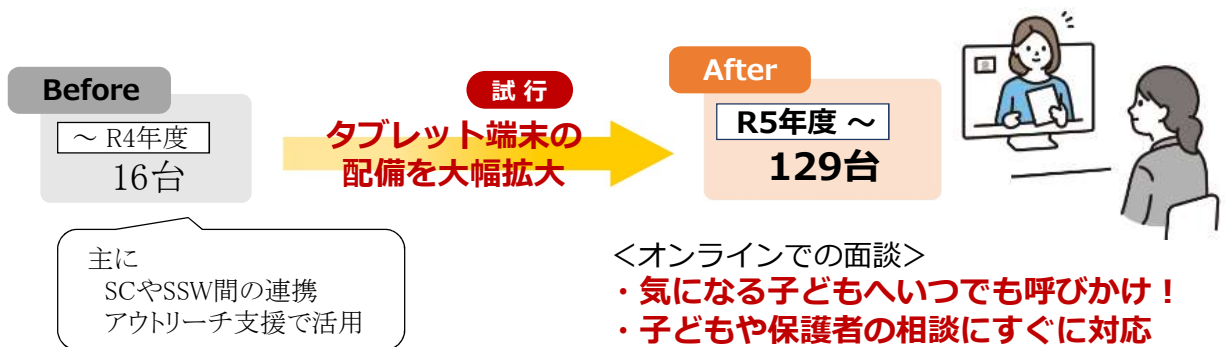 Before
～ R4年度
16台
主に
SCやSSW間の連携
アウトリーチ支援で活用
試行
タブレット端末の
配備を大幅拡大
After
R5年度 ～
129台
＜オンラインでの面談＞
・気になる子どもへいつでも呼びかけ！
・子どもや保護者の相談にすぐに対応